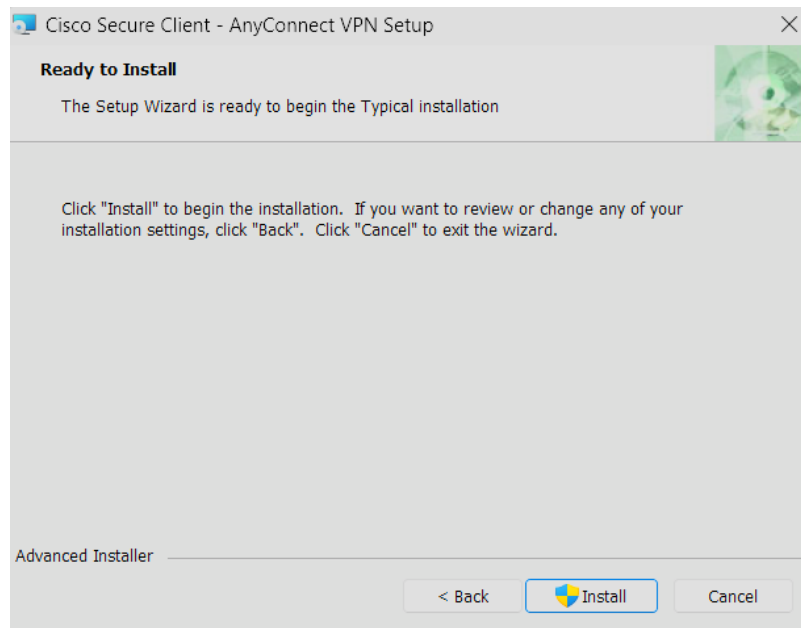 Cisco Secure Client - AnyConnect VPN Setup
Ready to Install
The Setup Wizard is ready to begin the Typical installation
Click "Install" to begin the installation.  If you want to review or change any of your
installation settings, click "Back".  Click "Cancel" to exit the wizard.
Advanced Installer
< Back
Install
Cancel